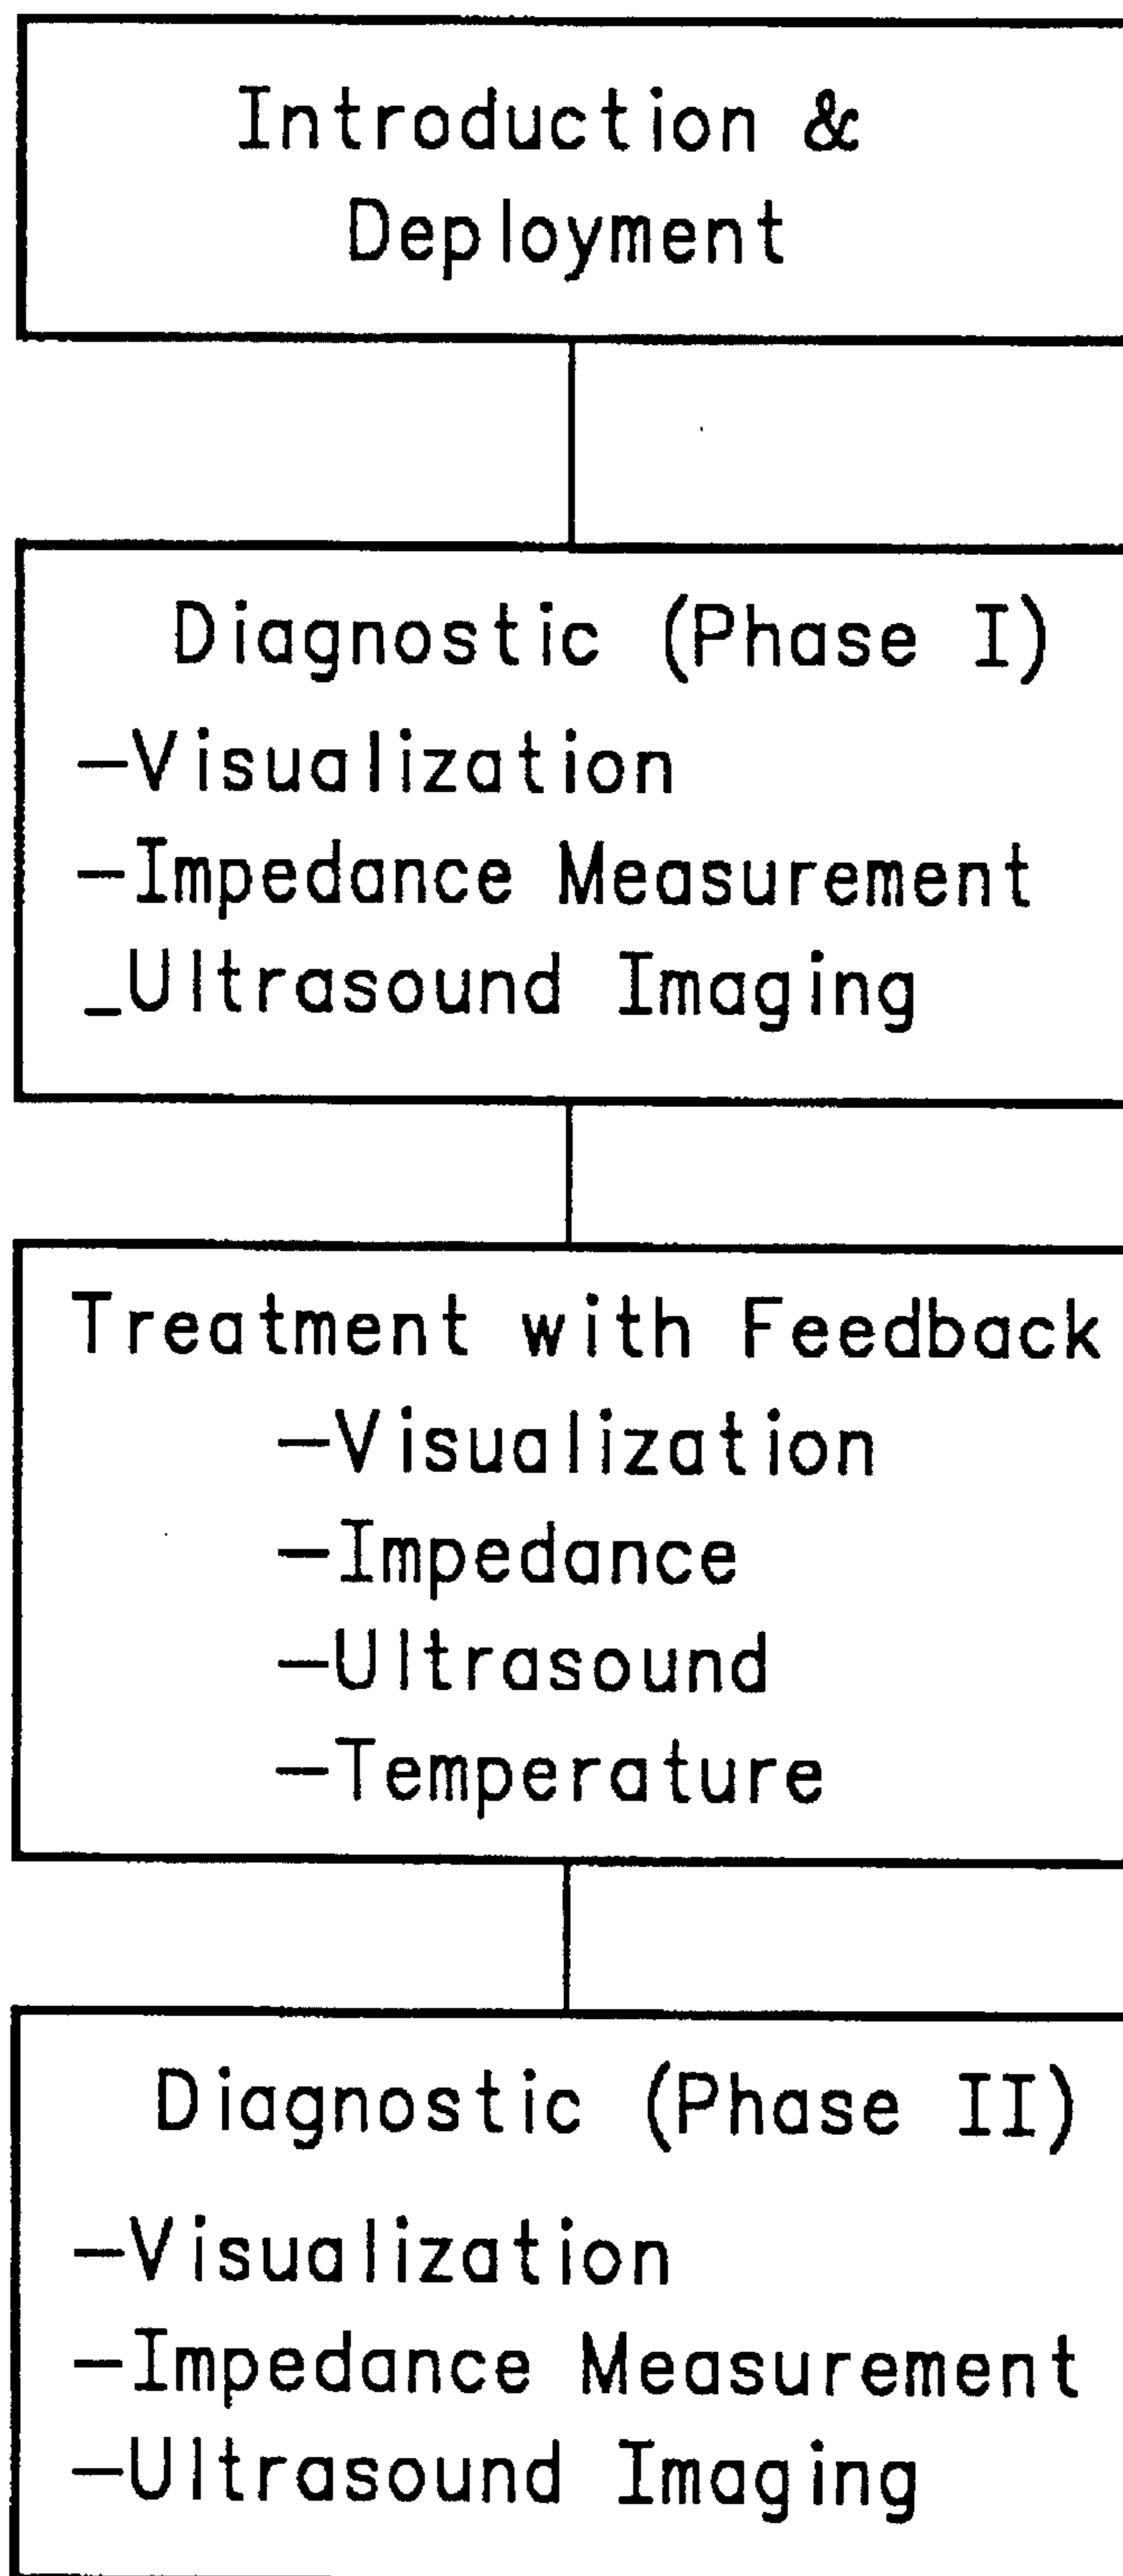 Introduction &
Deployment
Diagnostic (Phase I)
-Visualization
-Impedance Measurement
_Ultrasound Imaging
Treatment with Feedback
-Visualization
-Impedance
-Ultrasound
-Temperature
Diagnostic (Phase II)
-Visualization
-Impedance Measurement
-Ultrasound Imaging